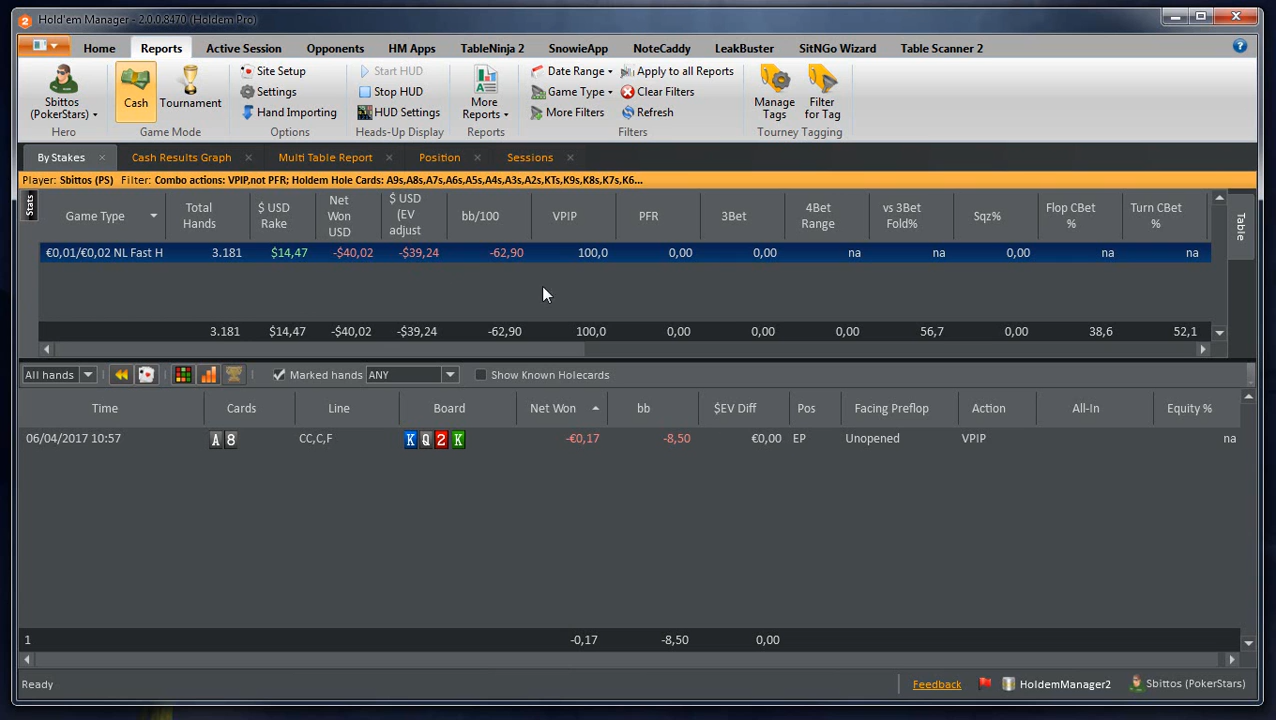 2 Hold'em Manager - 2.0.0.8470 (Holdem Pro)
Home Reports Active Session Opponents HM Apps TableNinja 2 SnowieApp NoteCaddy LeakBuster SitNGo Wizard Table Scanner 2
Sbittos (PokerStars)
Hero
Cash Tournament
Game Mode
Site Setup
Settings
Hand Importing
Options
Start HUD
Stop HUD
HUD Settings
Heads-Up Display
More Reports
Reports
Date Range Apply to all Reports
Game Type Clear Filters
More Filters Refresh
Filters
Manage Tags Filter for Tag
Tourney Tagging
By Stakes Cash Results Graph Multi Table Report Position Sessions
Player: Sbittos (PS) Filter: Combo actions: VPIP,not PFR; Holdem Hole Cards: A9s,A8s,A7s,A6s,A5s,A4s,A3s,A2s,KTs,K9s,K8s,K7s,K6...
Stats
Game Type Total Hands $ USD Rake Net Won USD $ USD (EV adjust bb/100 VPIP PFR 3Bet 4Bet Range vs 3Bet Fold% Sqz% Flop CBet % Turn CBet %
Table
€0,01/€0,02 NL Fast H 3.181 $14,47 -$40,02 -$39,24 -62,90 100,0 0,00 0,00 na na 0,00 na na
3.181 $14,47 -$40,02 -$39,24 -62,90 100,0 0,00 0,00 0,00 56,7 0,00 38,6 52,1
All hands Marked hands ANY Show Known Holecards
Time Cards Line Board Net Won bb $EV Diff Pos Facing Preflop Action All-In Equity %
06/04/2017 10:57 A 8 CC,C,F K Q 2 K -€0,17 -8,50 €0,00 EP Unopened VPIP na
1 -0,17 -8,50 0,00
Ready Feedback HoldemManager2 Sbittos (PokerStars)